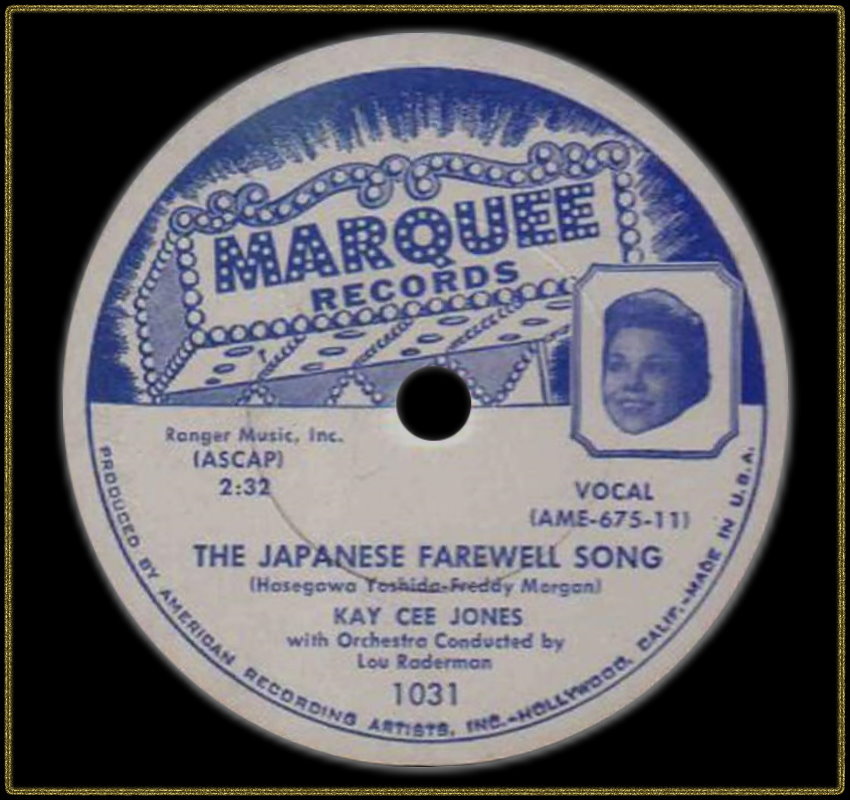 MARQUEE
RECORDS
Ranger Music, Inc.
(ASCAP)
2:32
VOCAL
(AME-675-11)
THE JAPANESE FAREWELL SONG
(Hasegawa Yoshida-Freddy Morgan)
KAY CEE JONES
with Orchestra Conducted by
Lou Raderman
1031
PRODUCED BY AMERICAN RECORDING ARTISTS, INC.-HOLLYWOOD, CALIF.-MADE IN U.S.A.